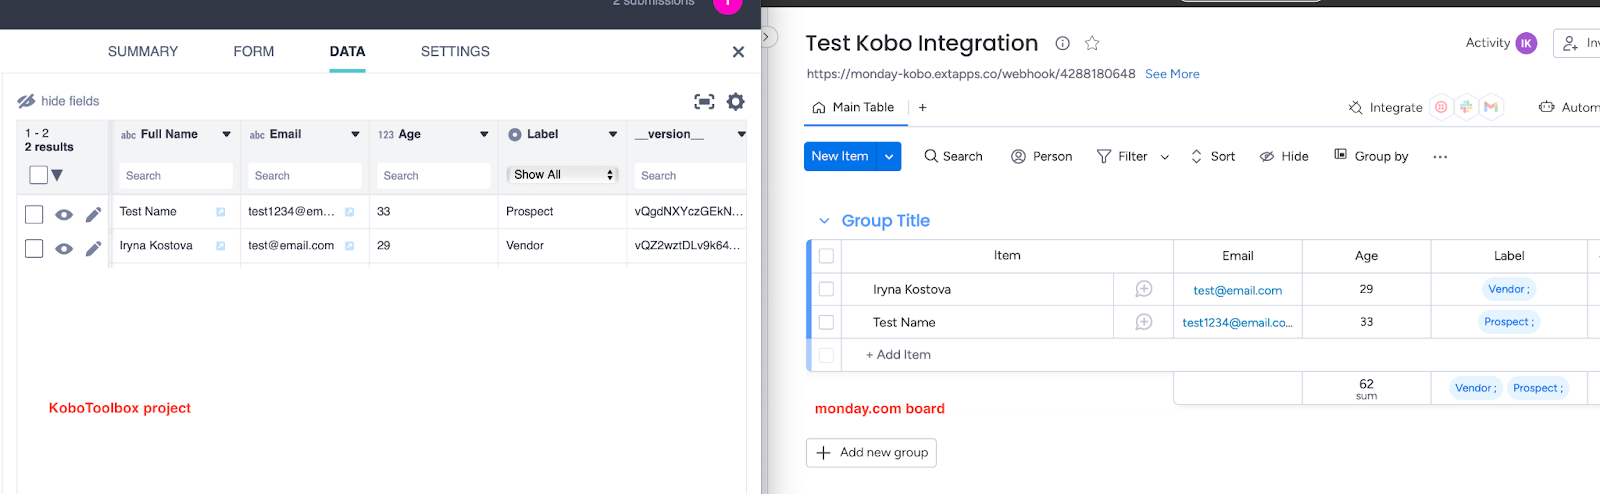 2 submissions
SUMMARY FORM DATA SETTINGS
hide fields
1 - 2
2 results
abc Full Name abc Email 123 Age Label __version__
Search Search Search Show All Search
Test Name test1234@em... 33 Prospect vQgdNXYczGEkN...
Iryna Kostova test@email.com 29 Vendor vQZ2wztDLv9k64...
KoboToolbox project
Test Kobo Integration
Activity IK
https://monday-kobo.extapps.co/webhook/4288180648 See More
Main Table + Integrate
New Item Search Person Filter Sort Hide Group by ...
Group Title
Item Email Age Label
Iryna Kostova test@email.com 29 Vendor ;
Test Name test1234@email.co... 33 Prospect ;
+ Add Item
62 Vendor ; Prospect ;
sum
monday.com board
+ Add new group